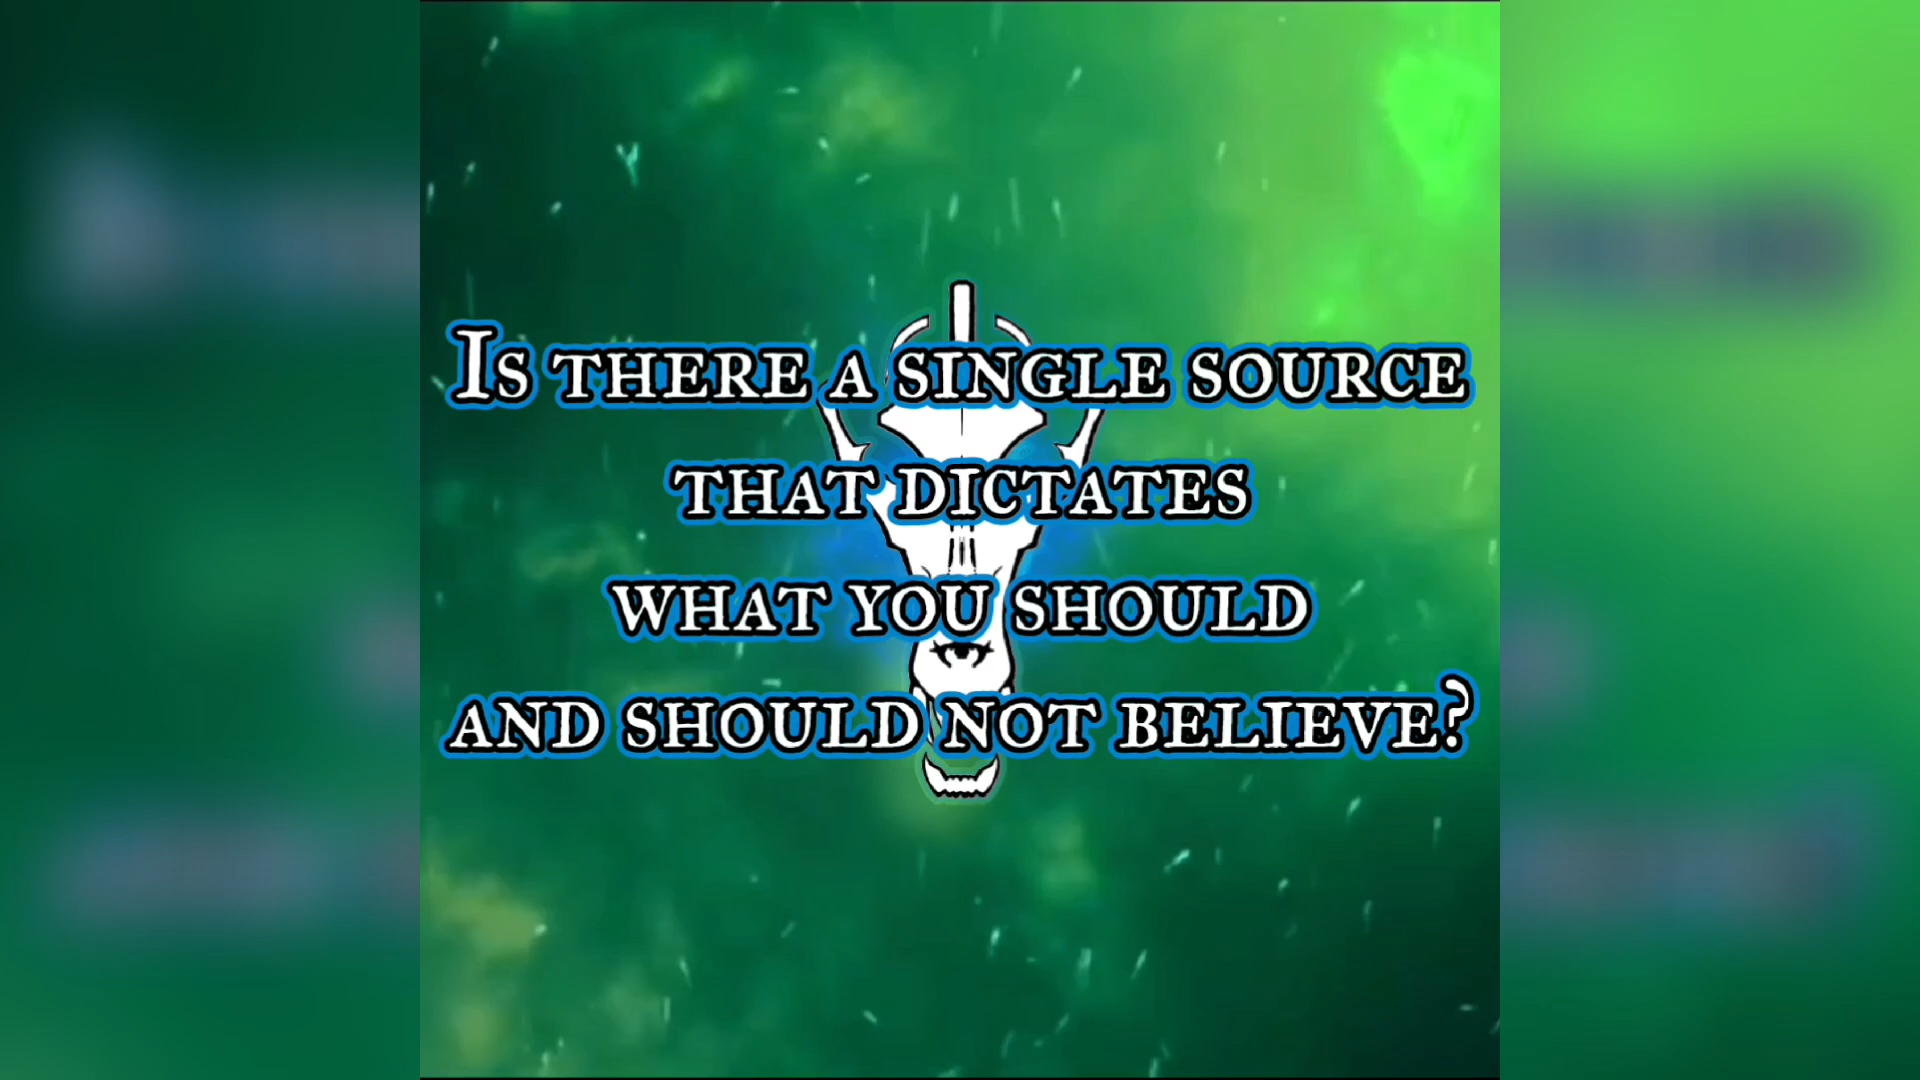 Is there a single source
that dictates
what you should
and should not believe?